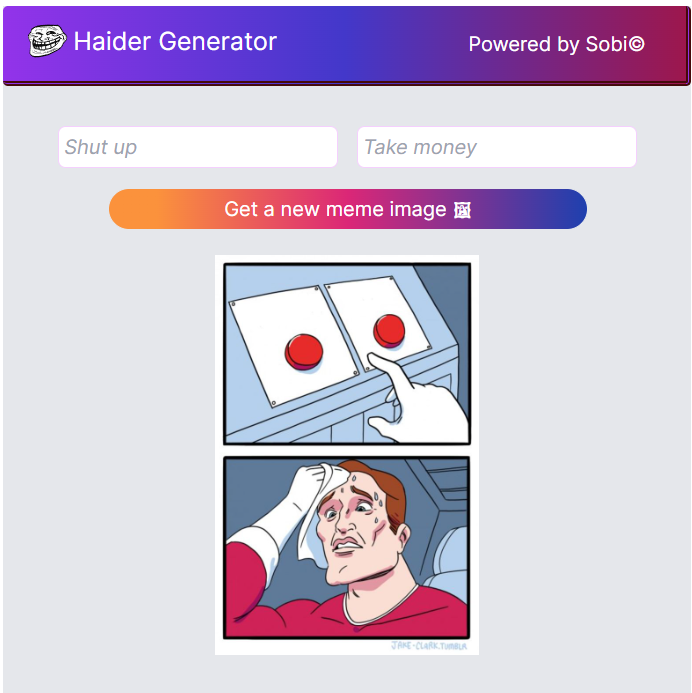 Haider Generator
Powered by Sobi©
Shut up
Take money
Get a new meme image 🖼
JAKE-CLARK.TUMBLR